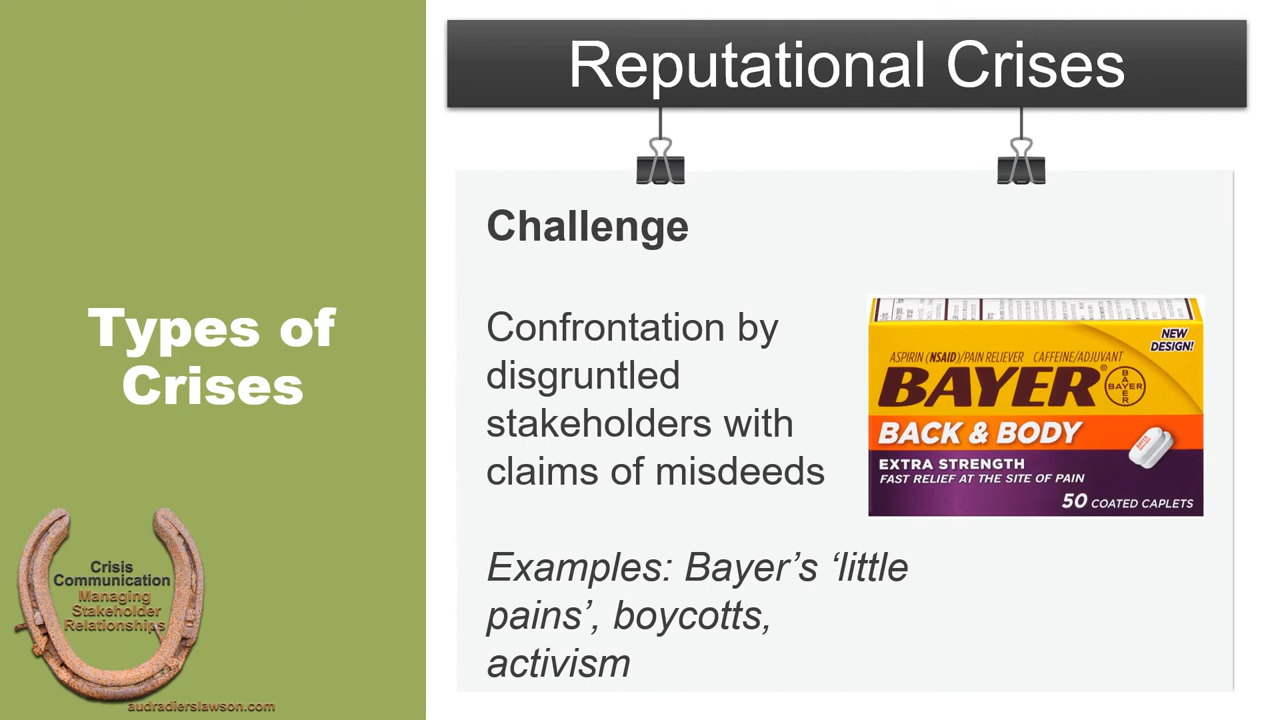 Reputational Crises
Types of
Crises
Challenge
Confrontation by
disgruntled
stakeholders with
claims of misdeeds
Examples: Bayer’s ‘little
pains’, boycotts,
activism
NEW
DESIGN!
ASPIRIN (NSAID)/PAIN RELIEVER CAFFEINE/ADJUVANT
BAYER®
BAYER
BAYER
BACK & BODY
EXTRA STRENGTH
FAST RELIEF AT THE SITE OF PAIN
50 COATED CAPLETS
Crisis
Communication
Managing
Stakeholder
Relationships
audradierslawson.com